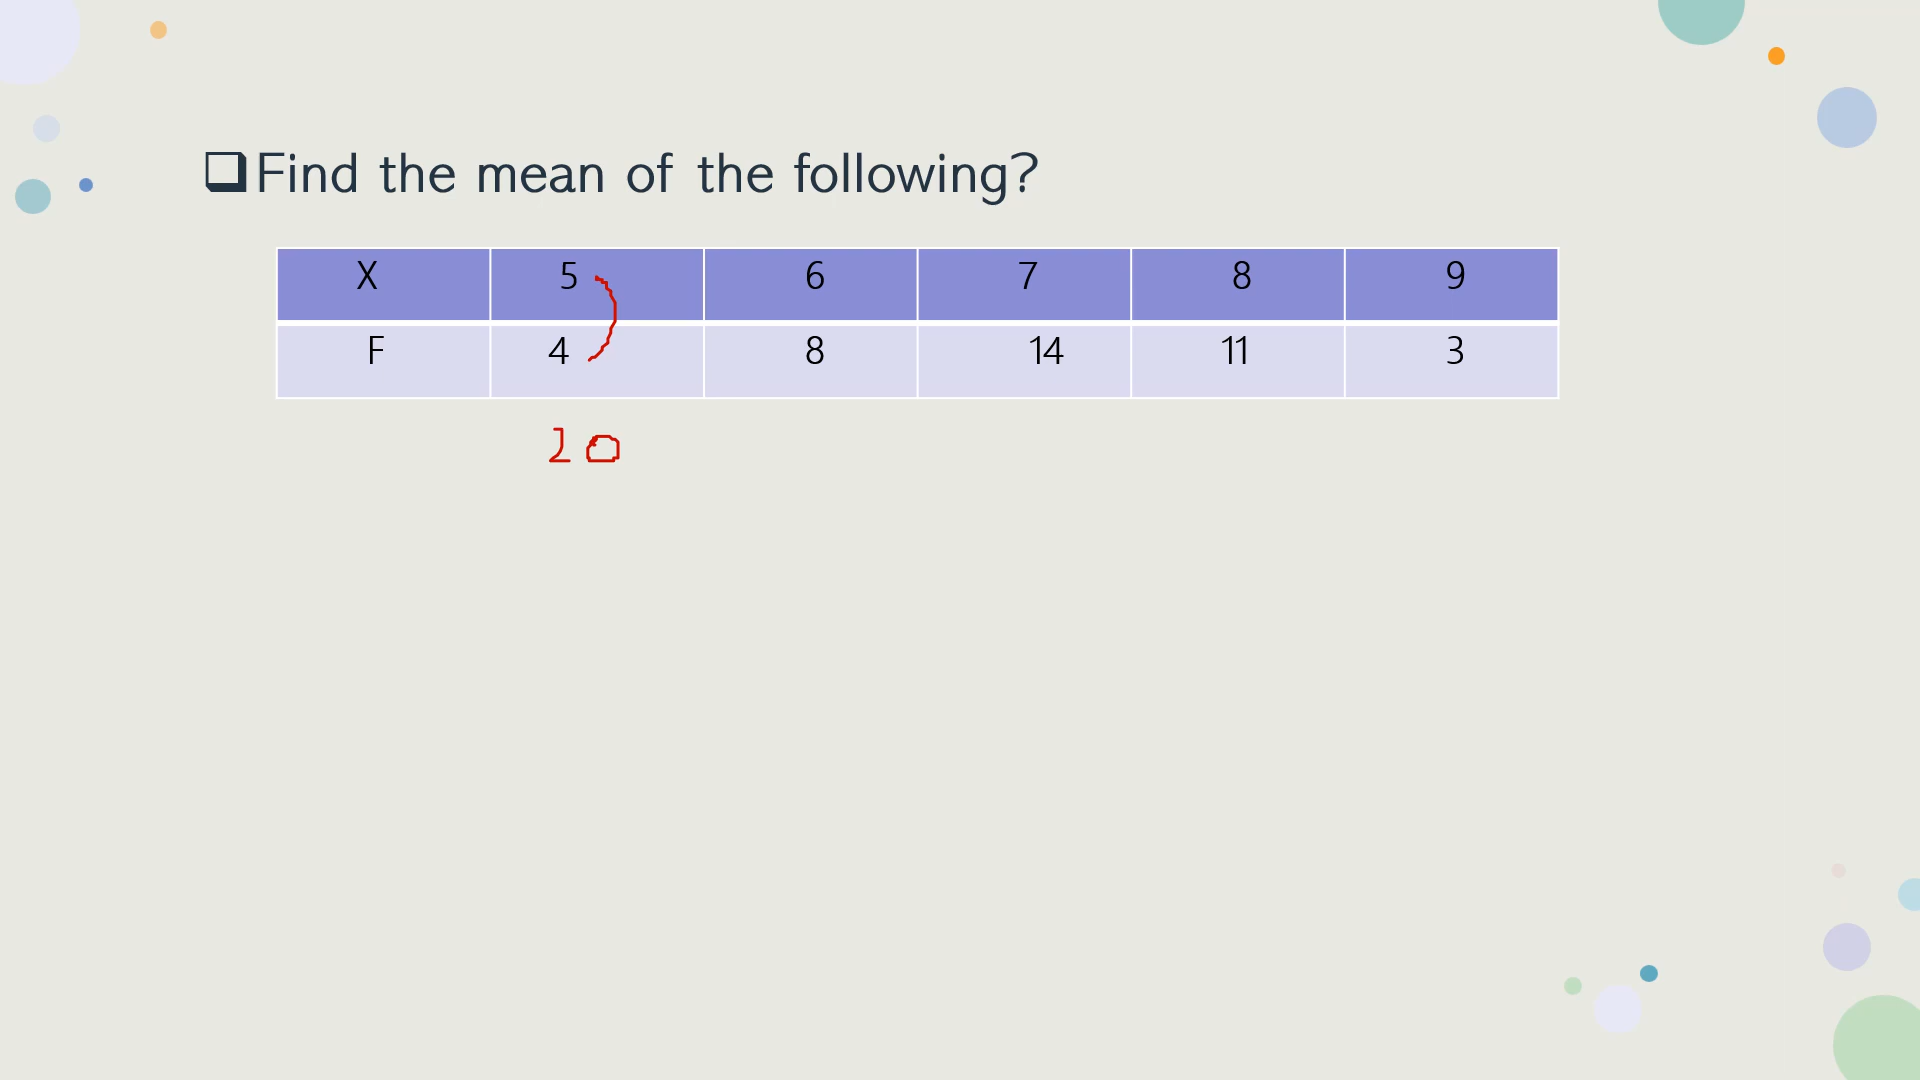 Find the mean of the following?
X 5 6 7 8 9
F 4 8 14 11 3
20